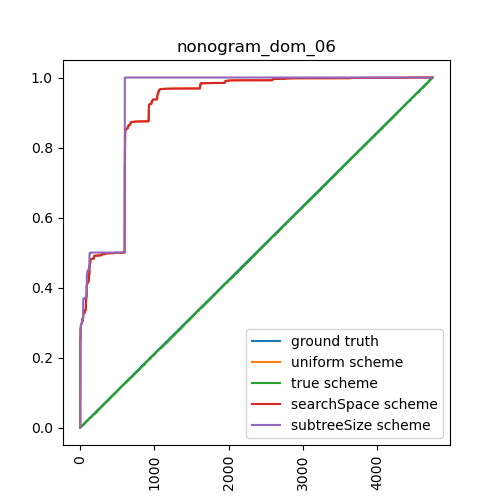 nonogram_dom_06
1.0
0.8
0.6
0.4
0.2
0.0
ground truth
uniform scheme
true scheme
searchSpace scheme
subtreeSize scheme
0
1000
2000
3000
4000